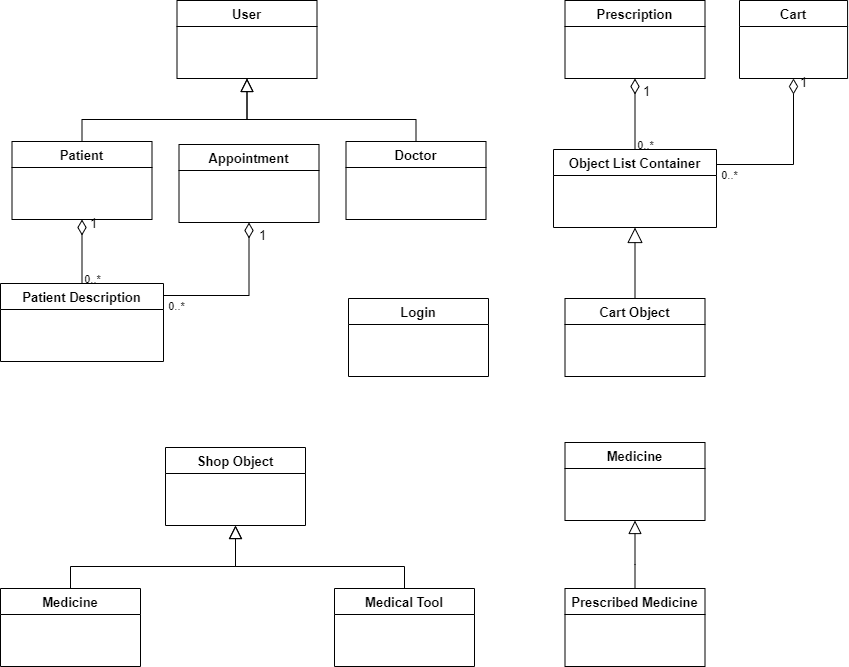 User
Prescription
Cart
1
1
Patient
Appointment
Doctor
0..*
Object List Container
0..*
1
1
0..*
Patient Description
0..*
Login
Cart Object
Shop Object
Medicine
Medicine
Medical Tool
Prescribed Medicine